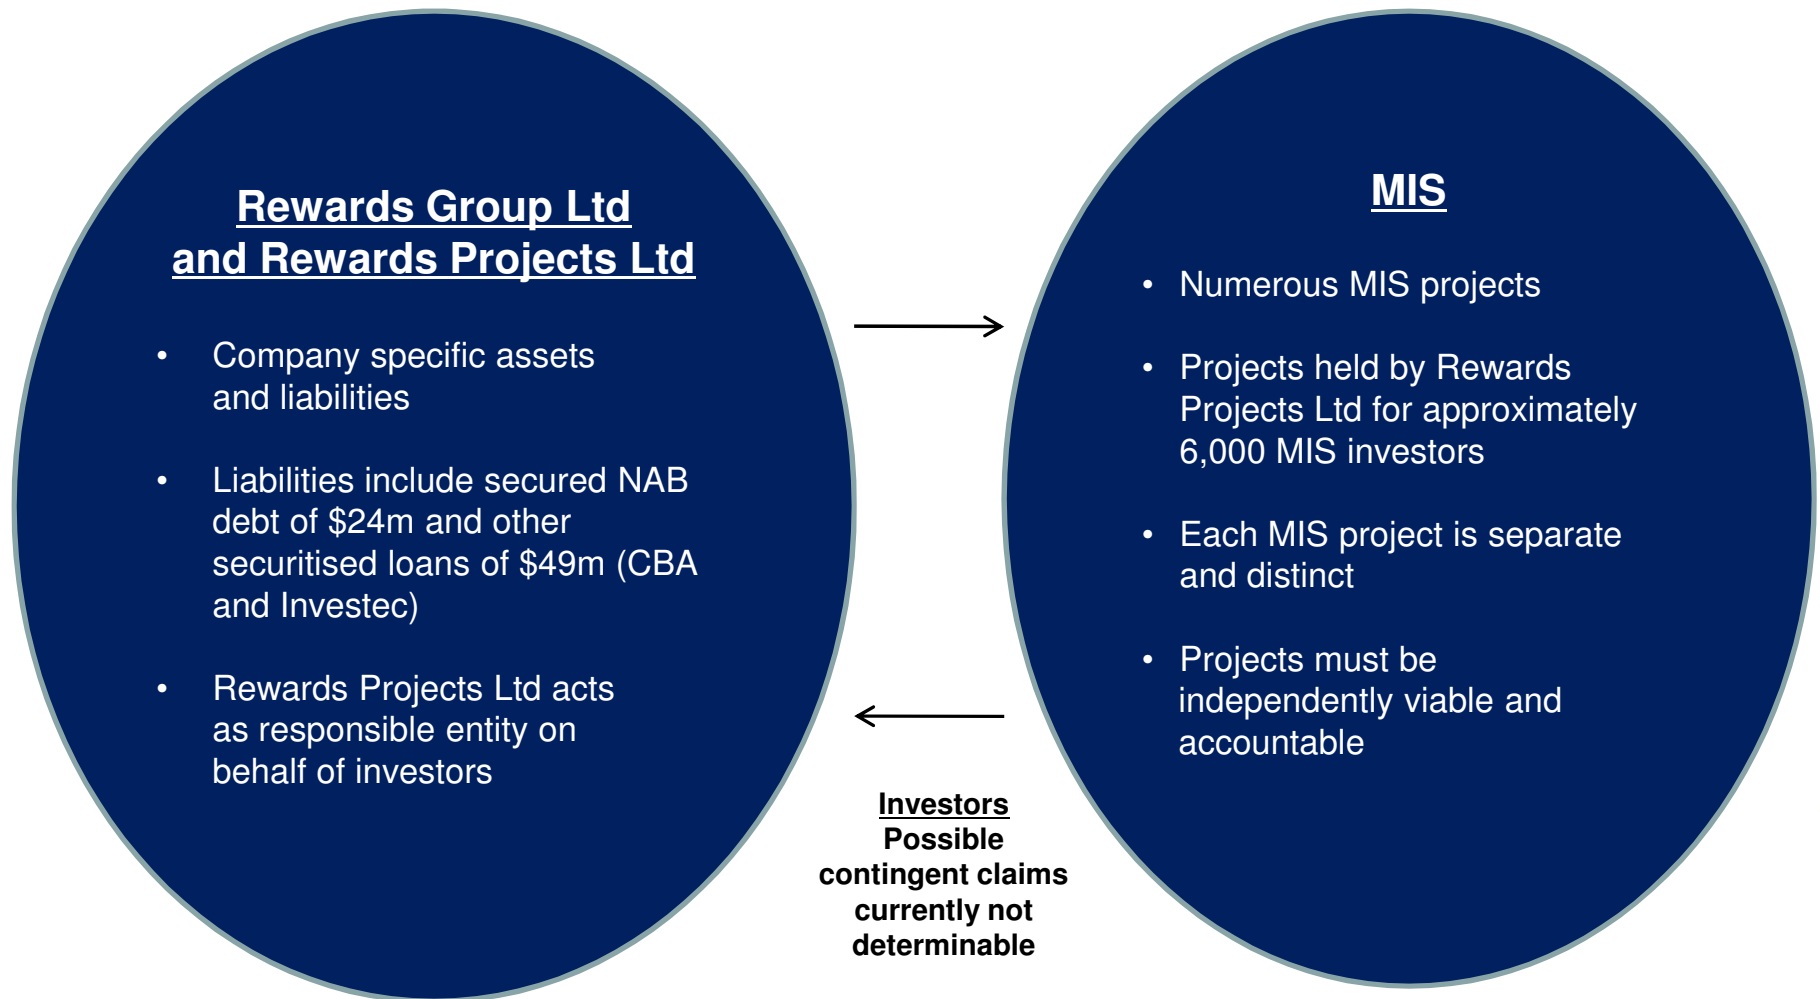 Rewards Group Ltd
and Rewards Projects Ltd
• Company specific assets
and liabilities
• Liabilities include secured NAB
debt of $24m and other
securitised loans of $49m (CBA
and Investec)
• Rewards Projects Ltd acts
as responsible entity on
behalf of investors
Investors
Possible
contingent claims
currently not
determinable
MIS
• Numerous MIS projects
• Projects held by Rewards
Projects Ltd for approximately
6,000 MIS investors
• Each MIS project is separate
and distinct
• Projects must be
independently viable and
accountable